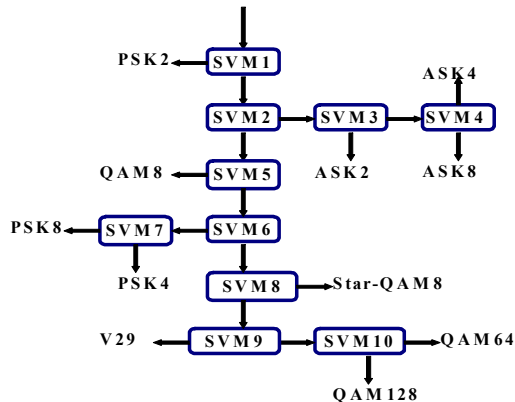 PSK2
SVM1
ASK4
SVM2
SVM3
SVM4
ASK2
ASK8
QAM8
SVM5
PSK8
SVM7
SVM6
PSK4
SVM8
Star-QAM8
V29
SVM9
SVM10
QAM64
QAM128